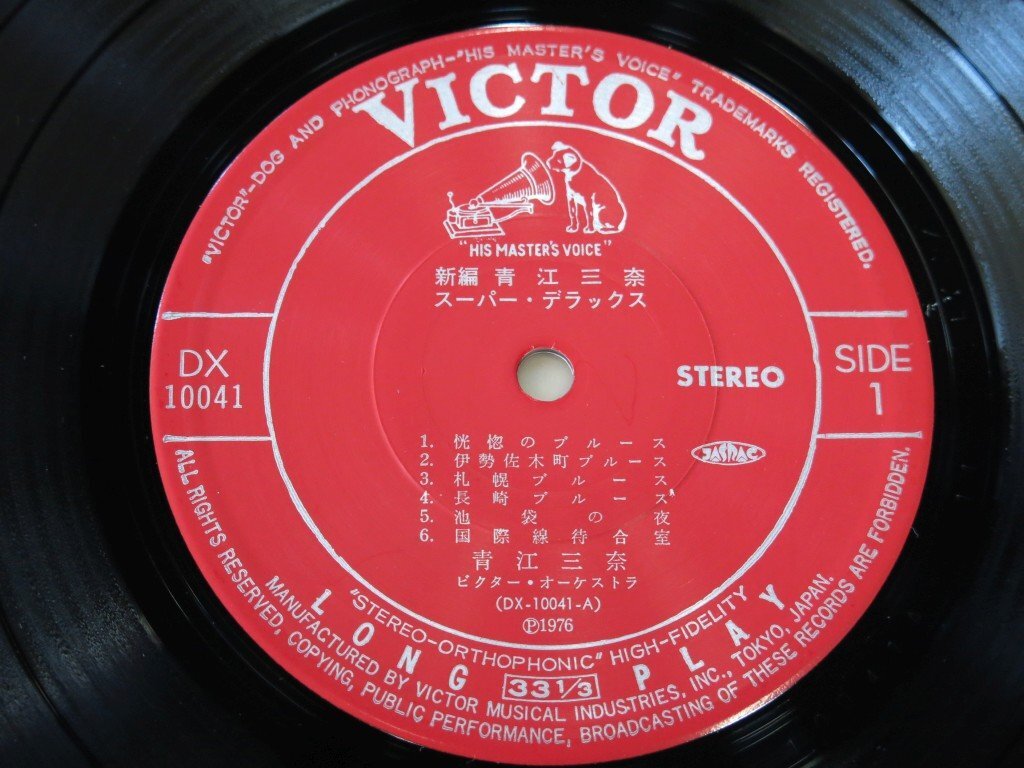 "VICTOR"-DOG AND PHONOGRAPH-"HIS MASTER'S VOICE" TRADEMARKS REGISTERED.
VICTOR
"HIS MASTER'S VOICE"
新編 青江三奈
スーパー・デラックス
DX
10041
STEREO
SIDE
1
1. 恍惚のブルース
2. 伊勢佐木町ブルース
3. 札幌ブルース
4. 長崎ブルース
5. 池袋の夜
6. 国際線待合室
JASRAC
青江三奈
ビクター・オーケストラ
(DX-10041-A)
Ⓟ1976
"STEREO-ORTHOPHONIC" HIGH-FIDELITY
LONG 33 1/3 PLAY
MANUFACTURED BY VICTOR MUSICAL INDUSTRIES, INC., TOKYO, JAPAN.
ALL RIGHTS RESERVED, COPYING, PUBLIC PERFORMANCE, BROADCASTING OF THESE RECORDS ARE FORBIDDEN.